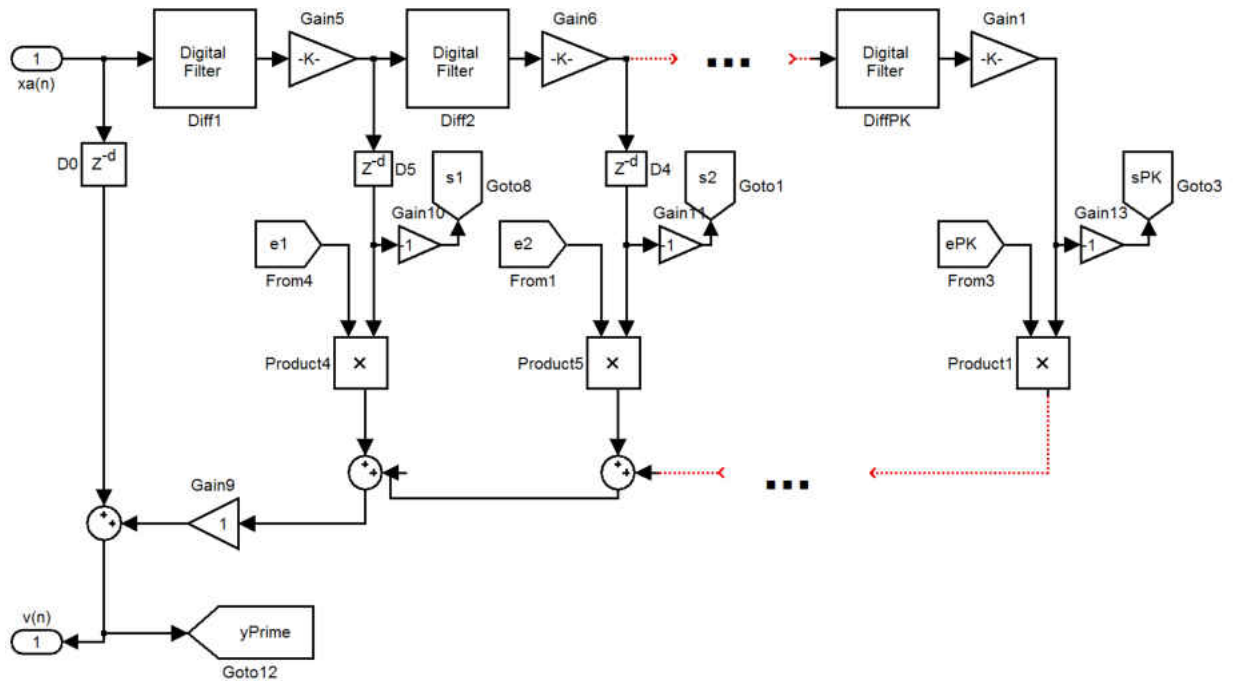 Gain5
Gain6
Gain1
1
xa(n)
Digital
Filter
Diff1
-K-
Digital
Filter
Diff2
-K-
Digital
Filter
DiffPK
-K-
D0
Z-d
Z-d
D5
s1
Goto8
Z-d
D4
s2
Goto1
sPK
Goto3
Gain10
Gain11
Gain13
e1
From4
-1
e2
From1
-1
ePK
From3
-1
Product4
×
Product5
×
Product1
×
+
+
+
+
Gain9
1
+
+
v(n)
1
yPrime
Goto12